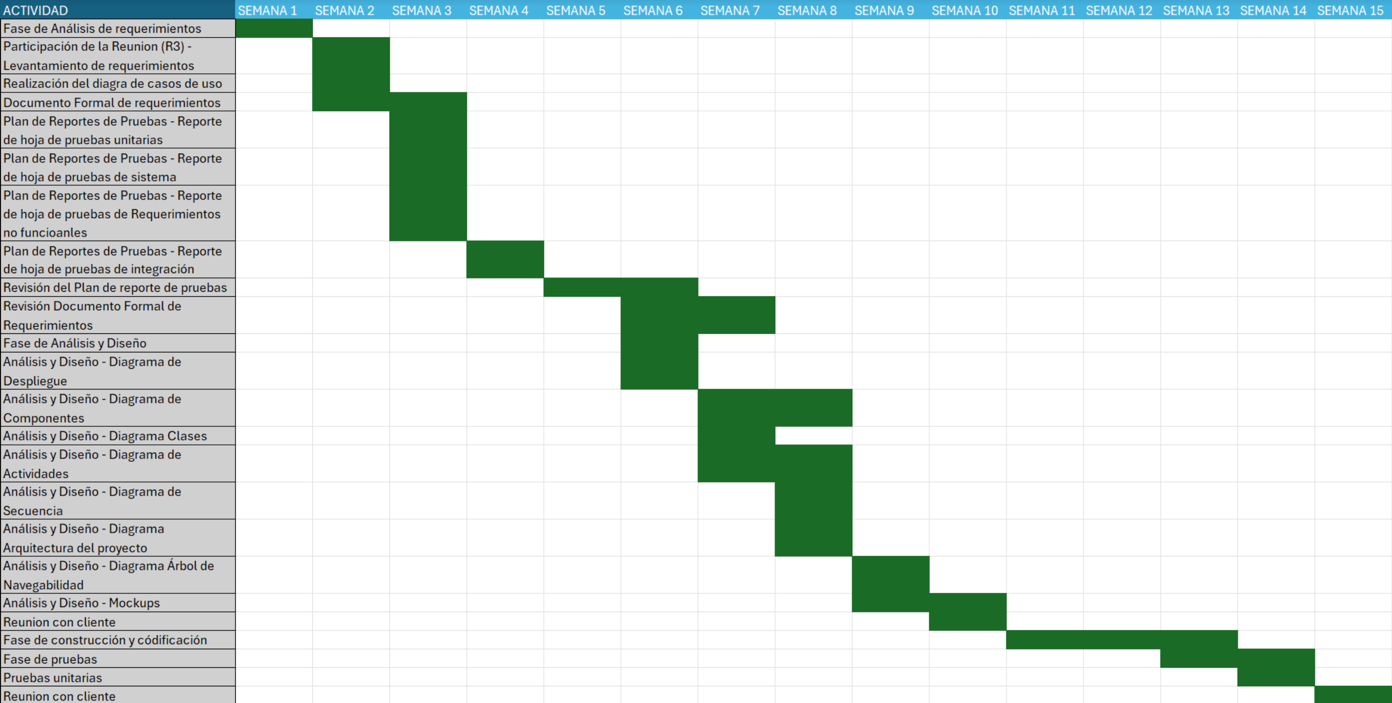 ACTIVIDAD SEMANA 1 SEMANA 2 SEMANA 3 SEMANA 4 SEMANA 5 SEMANA 6 SEMANA 7 SEMANA 8 SEMANA 9 SEMANA 10 SEMANA 11 SEMANA 12 SEMANA 13 SEMANA 14 SEMANA 15
Fase de Análisis de requerimientos
Participación de la Reunion (R3) -
Levantamiento de requerimientos
Realización del diagra de casos de uso
Documento Formal de requerimientos
Plan de Reportes de Pruebas - Reporte
de hoja de pruebas unitarias
Plan de Reportes de Pruebas - Reporte
de hoja de pruebas de sistema
Plan de Reportes de Pruebas - Reporte
de hoja de pruebas de Requerimientos
no funcioanles
Plan de Reportes de Pruebas - Reporte
de hoja de pruebas de integración
Revisión del Plan de reporte de pruebas
Revisión Documento Formal de
Requerimientos
Fase de Análisis y Diseño
Análisis y Diseño - Diagrama de
Despliegue
Análisis y Diseño - Diagrama de
Componentes
Análisis y Diseño - Diagrama Clases
Análisis y Diseño - Diagrama de
Actividades
Análisis y Diseño - Diagrama de
Secuencia
Análisis y Diseño - Diagrama
Arquitectura del proyecto
Análisis y Diseño - Diagrama Árbol de
Navegabilidad
Análisis y Diseño - Mockups
Reunion con cliente
Fase de construcción y códificación
Fase de pruebas
Pruebas unitarias
Reunion con cliente